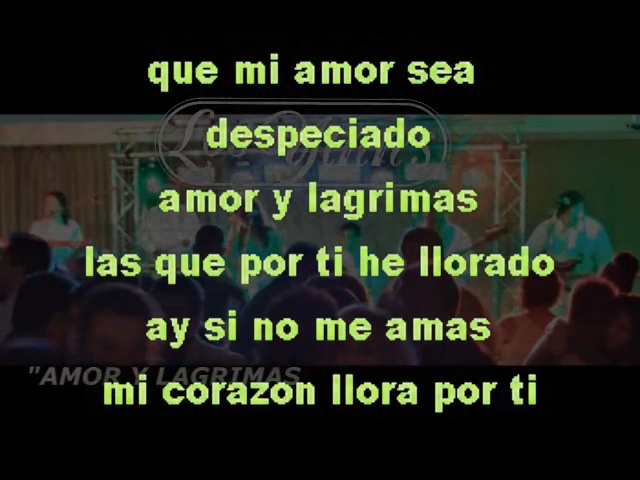 que mi amor sea
despeciado
amor y lagrimas
las que por ti he llorado
ay si no me amas
mi corazon llora por ti
"AMOR Y LAGRIMAS